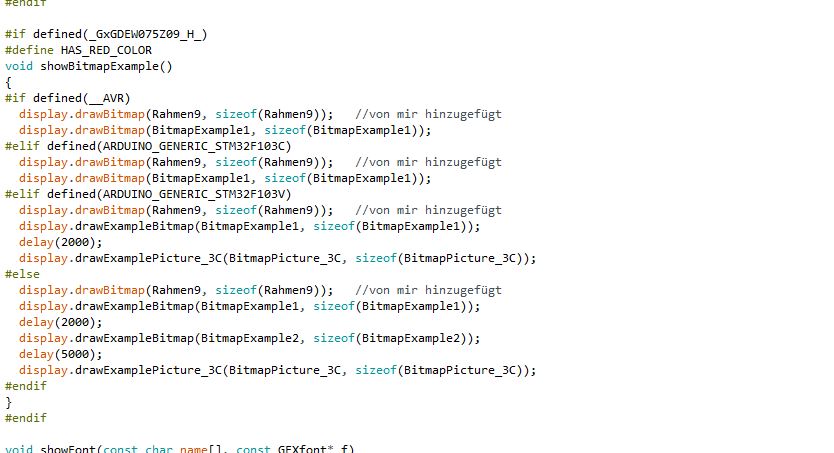 #endif
#if defined(_GxGDEW075Z09_H_)
#define HAS_RED_COLOR
void showBitmapExample()
{
#if defined(__AVR)
  display.drawBitmap(Rahmen9, sizeof(Rahmen9));   //von mir hinzugefügt
  display.drawBitmap(BitmapExample1, sizeof(BitmapExample1));
#elif defined(ARDUINO_GENERIC_STM32F103C)
  display.drawBitmap(Rahmen9, sizeof(Rahmen9));   //von mir hinzugefügt
  display.drawBitmap(BitmapExample1, sizeof(BitmapExample1));
#elif defined(ARDUINO_GENERIC_STM32F103V)
  display.drawBitmap(Rahmen9, sizeof(Rahmen9));   //von mir hinzugefügt
  display.drawExampleBitmap(BitmapExample1, sizeof(BitmapExample1));
  delay(2000);
  display.drawExamplePicture_3C(BitmapPicture_3C, sizeof(BitmapPicture_3C));
#else
  display.drawBitmap(Rahmen9, sizeof(Rahmen9));   //von mir hinzugefügt
  display.drawExampleBitmap(BitmapExample1, sizeof(BitmapExample1));
  delay(2000);
  display.drawExampleBitmap(BitmapExample2, sizeof(BitmapExample2));
  delay(5000);
  display.drawExamplePicture_3C(BitmapPicture_3C, sizeof(BitmapPicture_3C));
#endif
}
#endif
void showFont(const char name[], const GFXfont* f)